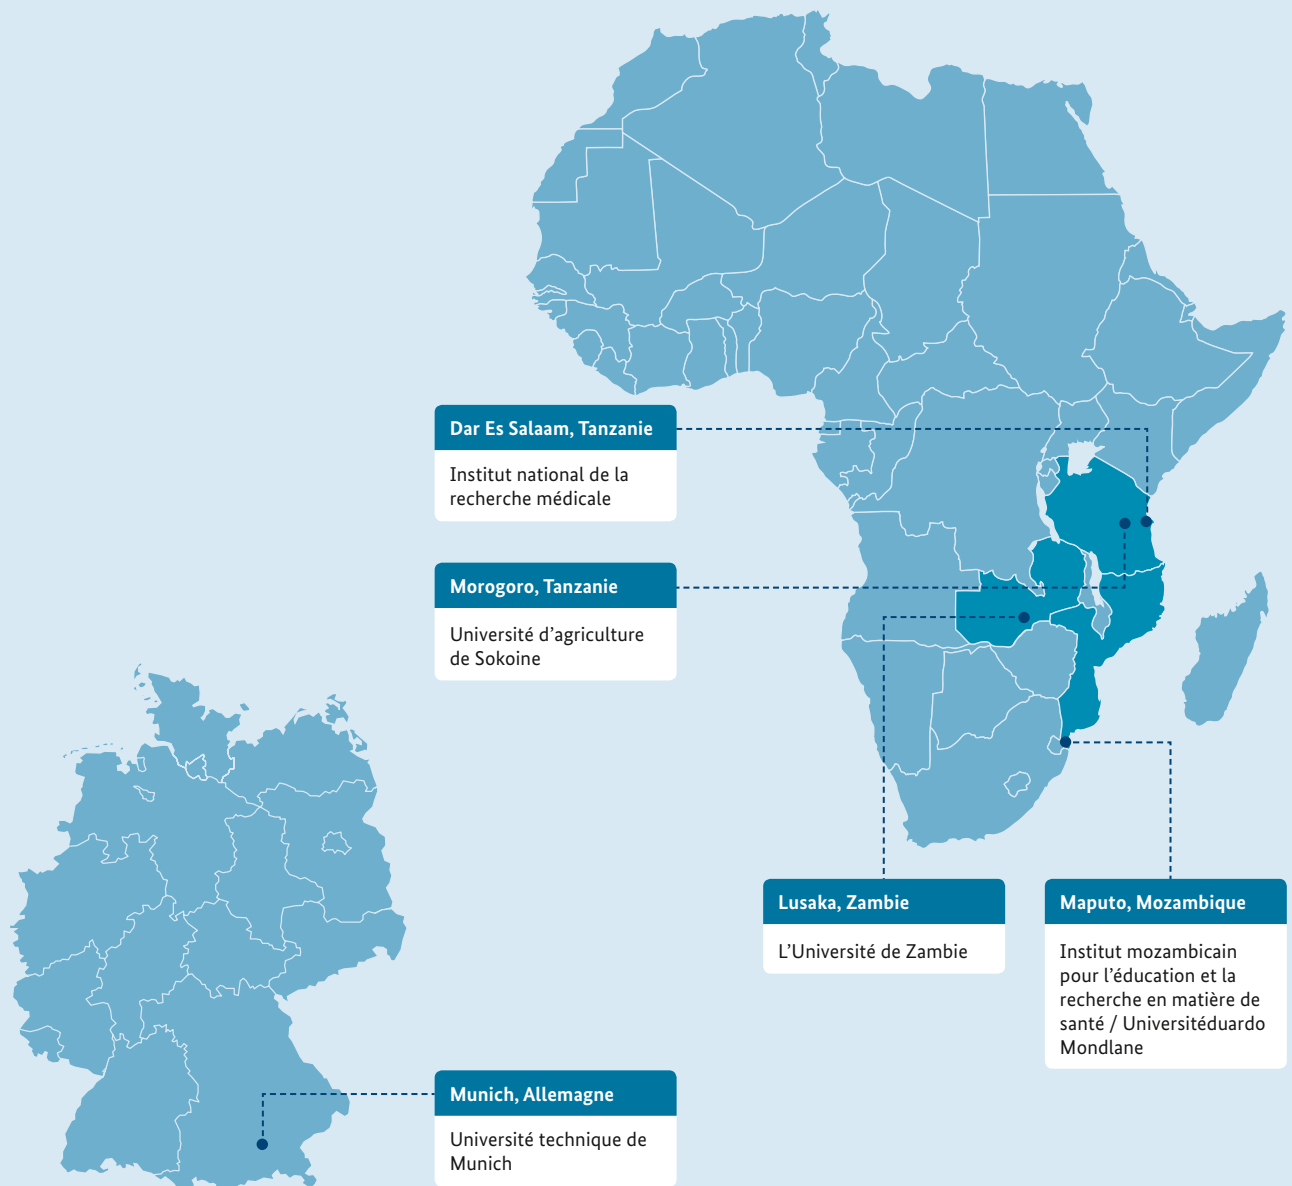 Dar Es Salaam, Tanzanie
Institut national de la
recherche médicale
Morogoro, Tanzanie
Université d’agriculture
de Sokoine
Lusaka, Zambie
L’Université de Zambie
Maputo, Mozambique
Institut mozambicain
pour l’éducation et la
recherche en matière de
santé / Universitéduardo
Mondlane
Munich, Allemagne
Université technique de
Munich